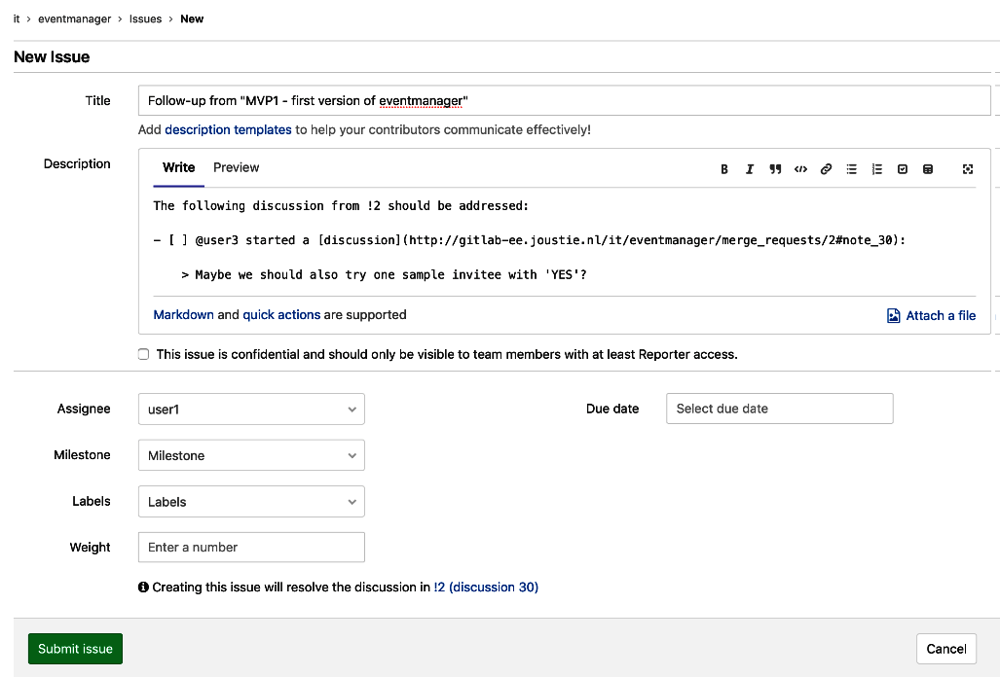 it › eventmanager › Issues › New
New Issue
Title
Follow-up from "MVP1 - first version of eventmanager"
Add description templates to help your contributors communicate effectively!
Description
Write Preview
The following discussion from !2 should be addressed:
- [ ] @user3 started a [discussion](http://gitlab-ee.joustie.nl/it/eventmanager/merge_requests/2#note_30):
> Maybe we should also try one sample invitee with 'YES'?
Markdown and quick actions are supported
Attach a file
This issue is confidential and should only be visible to team members with at least Reporter access.
Assignee user1 Due date Select due date
Milestone Milestone
Labels Labels
Weight Enter a number
Creating this issue will resolve the discussion in !2 (discussion 30)
Submit issue Cancel